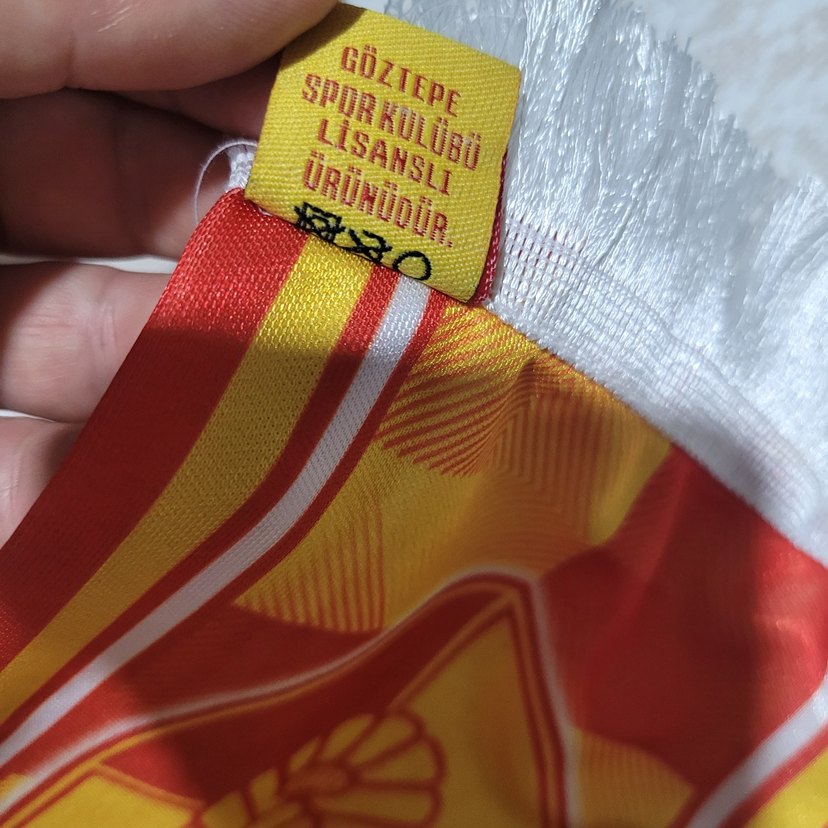 GÖZTEPE
SPOR KULÜBÜ
LİSANSLI
ÜRÜNÜDÜR.